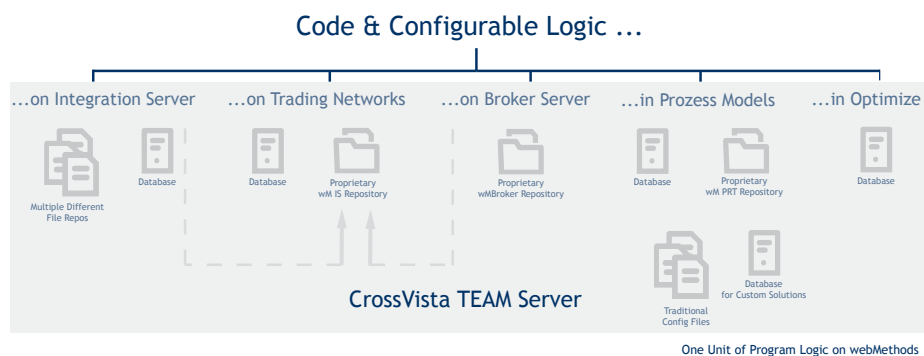 Code & Configurable Logic ...
...on Integration Server
...on Trading Networks
...on Broker Server
...in Prozess Models
...in Optimize
Multiple Different
File Repos
Database
Database
Proprietary
wM IS Repository
Proprietary
wMBroker Repository
Database
Proprietary
wM PRT Repository
Database
Traditional
Config Files
Database
for Custom Solutions
CrossVista TEAM Server
One Unit of Program Logic on webMethods